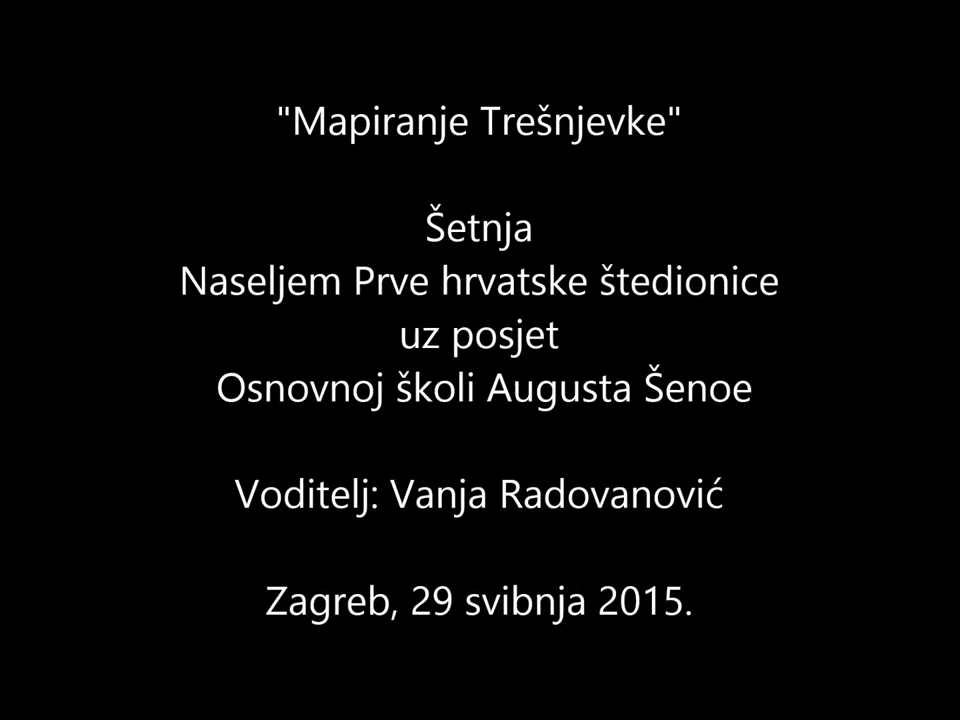 "Mapiranje Trešnjevke"
Šetnja
Naseljem Prve hrvatske štedionice
uz posjet
Osnovnoj školi Augusta Šenoe
Voditelj: Vanja Radovanović
Zagreb, 29 svibnja 2015.